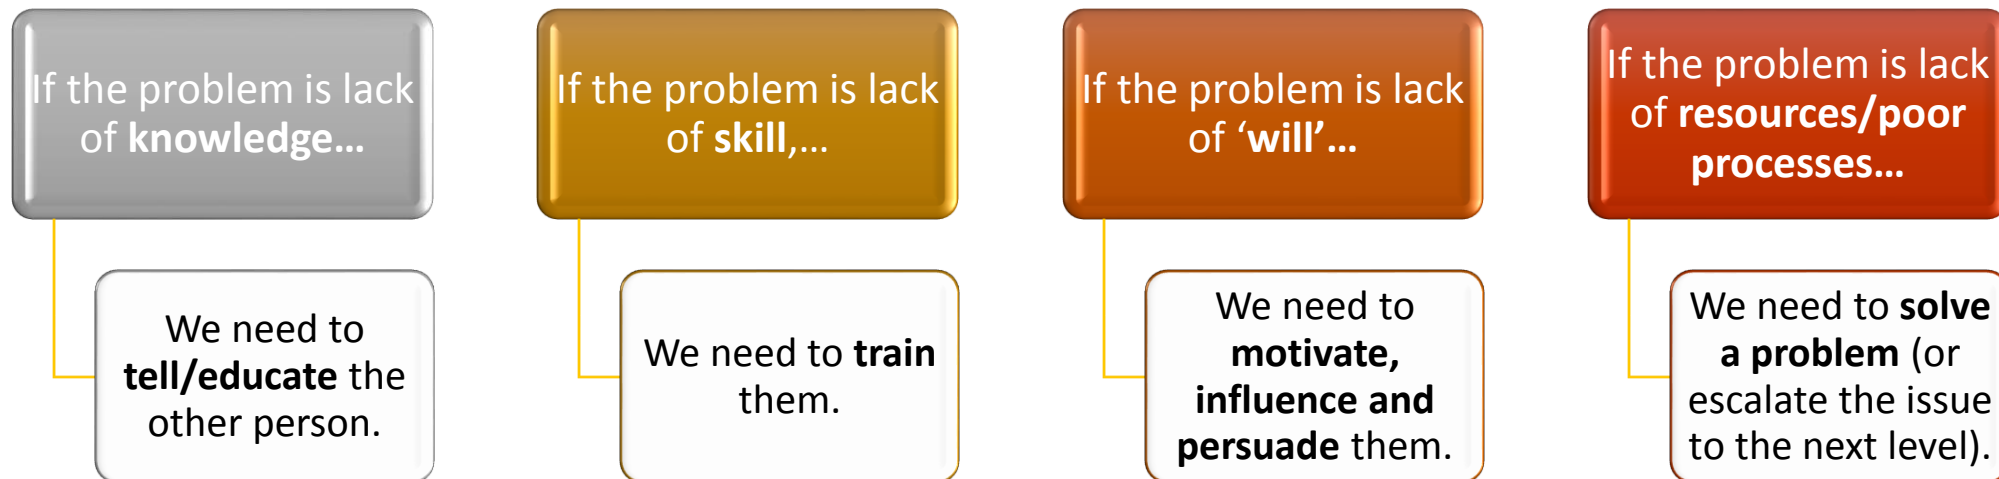 If the problem is lack
of knowledge...
We need to
tell/educate the
other person.
If the problem is lack
of skill,...
We need to train
them.
If the problem is lack
of ‘will’...
We need to
motivate,
influence and
persuade them.
If the problem is lack
of resources/poor
processes...
We need to solve
a problem (or
escalate the issue
to the next level).